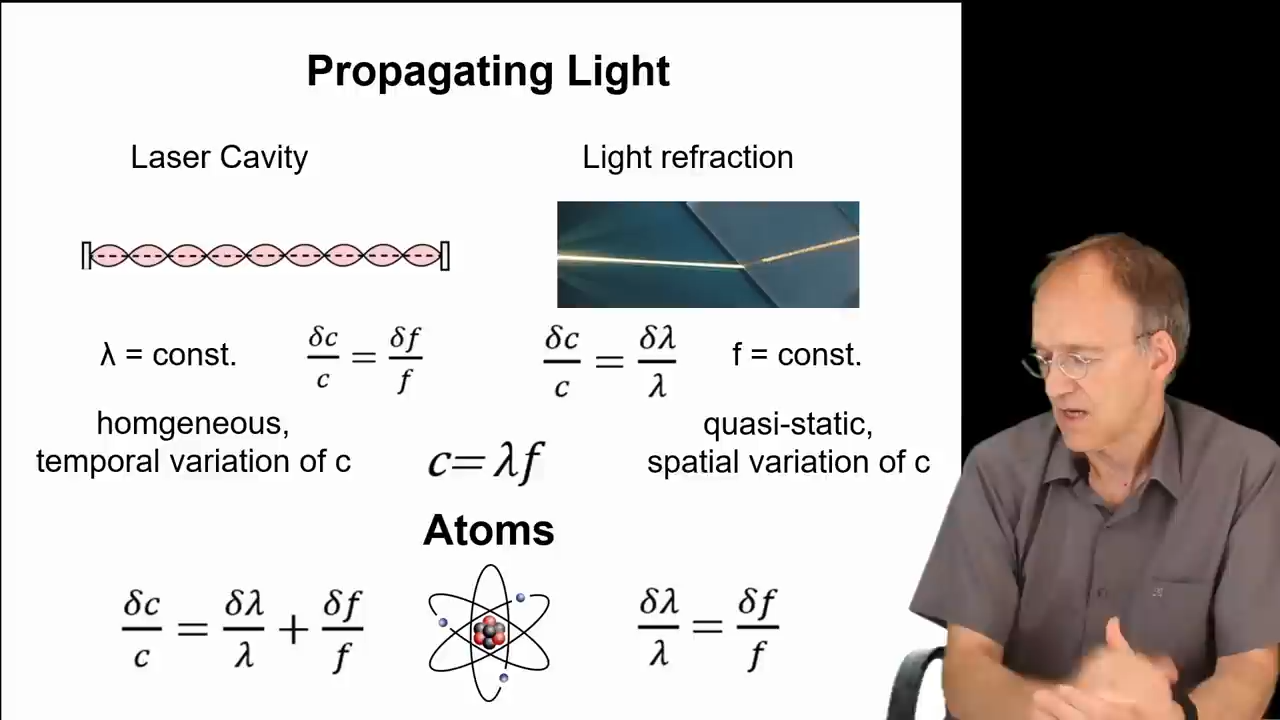 Propagating Light
Laser Cavity
Light refraction
λ = const.
δc/c = δf/f
δc/c = δλ/λ
f = const.
homgeneous,
temporal variation of c
c=λf
quasi-static,
spatial variation of c
Atoms
δc/c = δλ/λ + δf/f
δλ/λ = δf/f